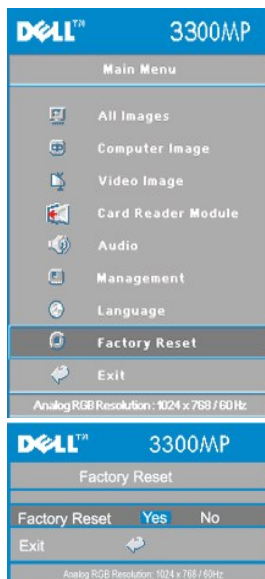 DELL™ 3300MP
Main Menu
All Images
Computer Image
Video Image
Card Reader Module
Audio
Management
Language
Factory Reset
Exit
Analog RGB Resolution : 1024 x 768 / 60 Hz
DELL™ 3300MP
Factory Reset
Factory Reset Yes No
Exit
Analog RGB Resolution: 1024 x 768 / 60Hz